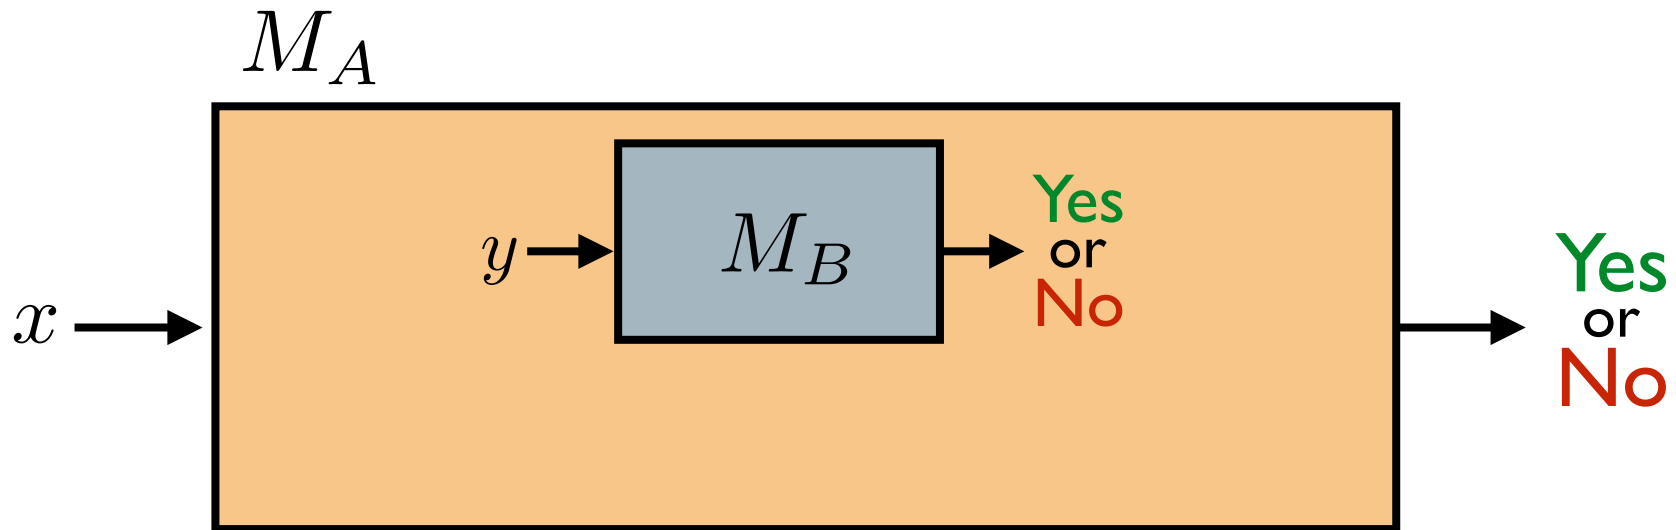 M_A
x
y
M_B
Yes
or
No
Yes
or
No